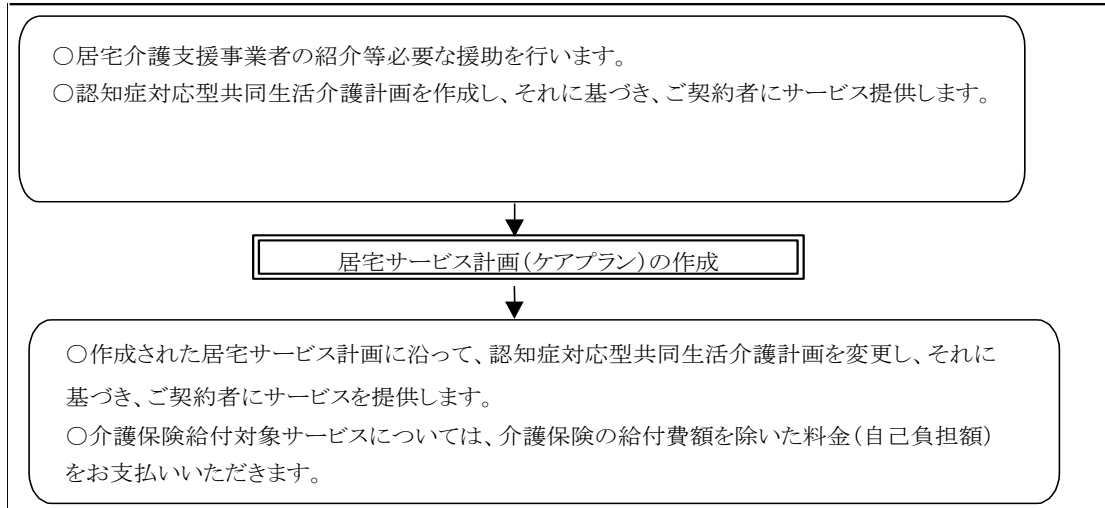 ○居宅介護支援事業者の紹介等必要な援助を行います。
○認知症対応型共同生活介護計画を作成し、それに基づき、ご契約者にサービス提供します。
居宅サービス計画(ケアプラン)の作成
○作成された居宅サービス計画に沿って、認知症対応型共同生活介護計画を変更し、それに
基づき、ご契約者にサービスを提供します。
○介護保険給付対象サービスについては、介護保険の給付費額を除いた料金(自己負担額)
をお支払いいただきます。